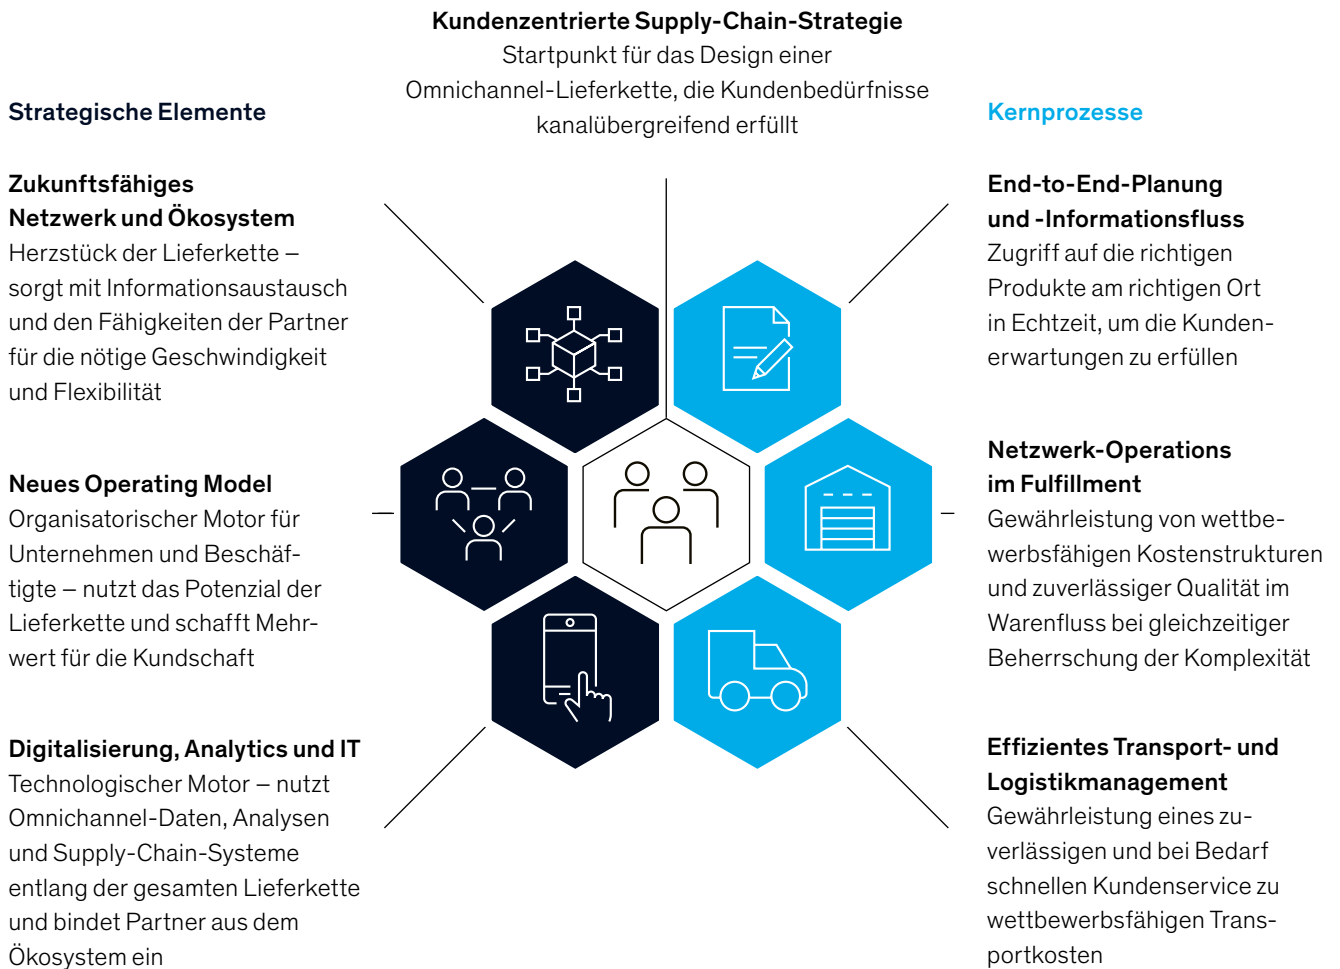 Kundenzentrierte Supply-Chain-Strategie
Startpunkt für das Design einer
Omnichannel-Lieferkette, die Kundenbedürfnisse
kanalübergreifend erfüllt
Strategische Elemente
Zukunftsfähiges
Netzwerk und Ökosystem
Herzstück der Lieferkette –
sorgt mit Informationsaustausch
und den Fähigkeiten der Partner
für die nötige Geschwindigkeit
und Flexibilität
Neues Operating Model
Organisatorischer Motor für
Unternehmen und Beschäf-
tigte – nutzt das Potenzial der
Lieferkette und schafft Mehr-
wert für die Kundschaft
Digitalisierung, Analytics und IT
Technologischer Motor – nutzt
Omnichannel-Daten, Analysen
und Supply-Chain-Systeme
entlang der gesamten Lieferkette
und bindet Partner aus dem
Ökosystem ein
Kernprozesse
End-to-End-Planung
und -Informationsfluss
Zugriff auf die richtigen
Produkte am richtigen Ort
in Echtzeit, um die Kunden-
erwartungen zu erfüllen
Netzwerk-Operations
im Fulfillment
Gewährleistung von wettbe-
werbsfähigen Kostenstrukturen
und zuverlässiger Qualität im
Warenfluss bei gleichzeitiger
Beherrschung der Komplexität
Effizientes Transport- und
Logistikmanagement
Gewährleistung eines zu-
verlässigen und bei Bedarf
schnellen Kundenservice zu
wettbewerbsfähigen Trans-
portkosten